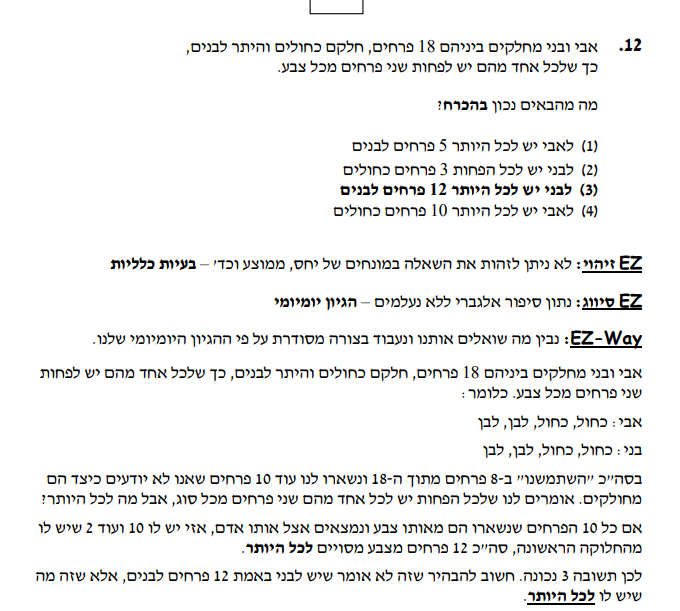 12. אבי ובני מחלקים ביניהם 18 פרחים, חלקם כחולים והיתר לבנים,
כך שלכל אחד מהם יש לפחות שני פרחים מכל צבע.
מה מהבאים נכון בהכרח?
(1) לאבי יש לכל היותר 5 פרחים לבנים
(2) לבני יש לכל הפחות 3 פרחים כחולים
(3) לבני יש לכל היותר 12 פרחים לבנים
(4) לאבי יש לכל היותר 10 פרחים כחולים
EZ זיהוי: לא ניתן לזהות את השאלה במונחים של יחס, ממוצע וכד' – בעיות כלליות
EZ סיווג: נתון סיפור אלגברי ללא נעלמים – הגיון יומיומי
EZ-Way: נבין מה שואלים אותנו ונעבוד בצורה מסודרת על פי ההגיון היומיומי שלנו.
אבי ובני מחלקים ביניהם 18 פרחים, חלקם כחולים והיתר לבנים, כך שלכל אחד מהם יש לפחות
שני פרחים מכל צבע. כלומר:
אבי: כחול, כחול, לבן, לבן
בני: כחול, כחול, לבן, לבן
בסה"כ "השתמשנו" ב-8 פרחים מתוך ה-18 ונשארו לנו עוד 10 פרחים שאנו לא יודעים כיצד הם
מחולקים. אומרים לנו שלכל הפחות יש לכל אחד מהם שני פרחים מכל סוג, אבל מה לכל היותר?
אם כל 10 הפרחים שנשארו הם מאותו צבע ונמצאים אצל אותו אדם, אזי יש לו 10 ועוד 2 שיש לו
מהחלוקה הראשונה, סה"כ 12 פרחים מצבע מסויים לכל היותר.
לכן תשובה 3 נכונה. חשוב להבהיר שזה לא אומר שיש לבני באמת 12 פרחים לבנים, אלא שזה מה
שיש לו לכל היותר.